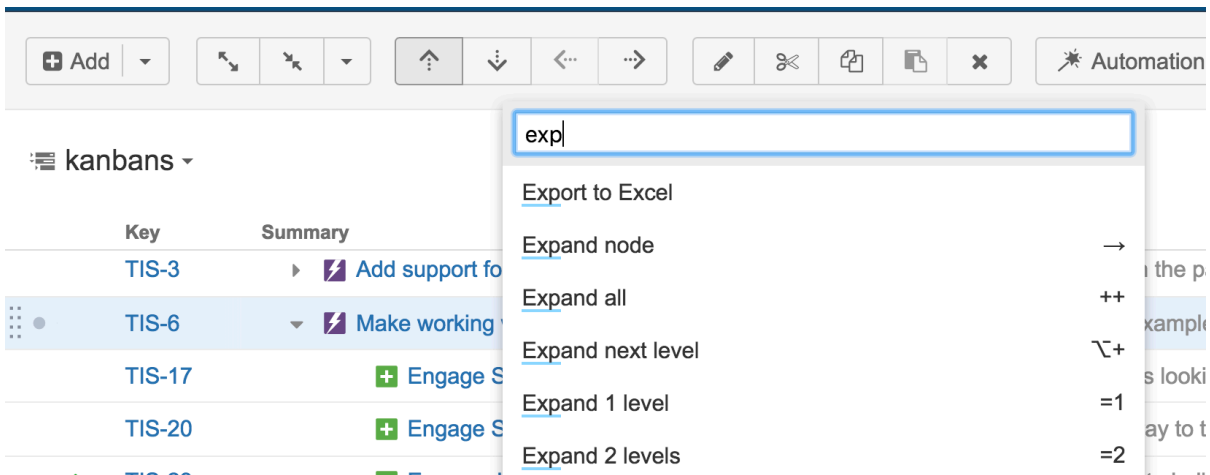 Add
Automation
exp
kanbans
Export to Excel
Key Summary
Expand node →
TIS-3 Add support fo the p
Expand all ++
TIS-6 Make working
Expand next level ⌥+
TIS-17 Engage S s looki
Expand 1 level =1
TIS-20 Engage S ay to t
Expand 2 levels =2